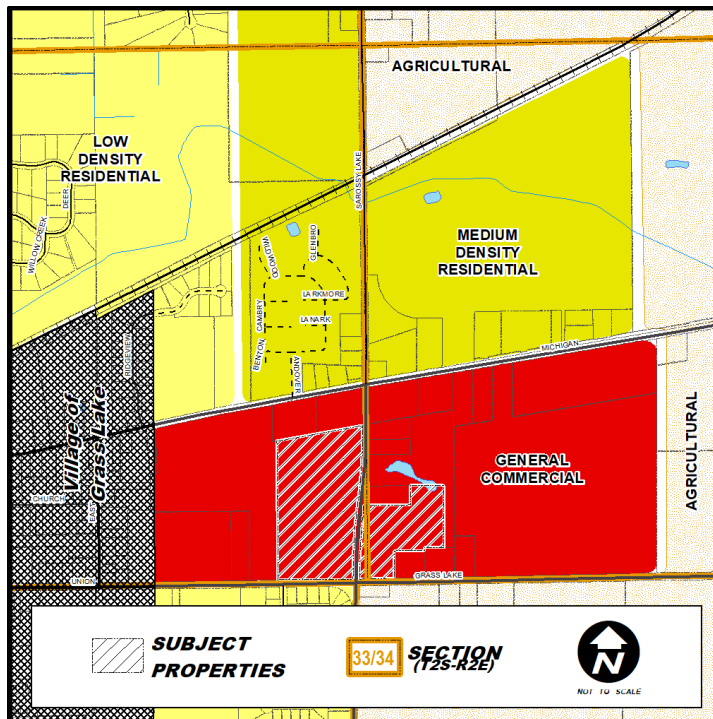 AGRICULTURAL
LOW
DENSITY
RESIDENTIAL
DEER
WILLOW CREEK
SAROSSY LAKE
MEDIUM
DENSITY
RESIDENTIAL
WILDWOOD
GLENBRO
LARKMORE
CAMBRY
LANARK
BENTON
ANDOVER
RIDGEVIEW
MICHIGAN
Village of
Grass Lake
GENERAL
COMMERCIAL
AGRICULTURAL
CHURCH
EAST
UNION
GRASS LAKE
SUBJECT
PROPERTIES
33/34
SECTION
(T2S-R2E)
N
NOT TO SCALE